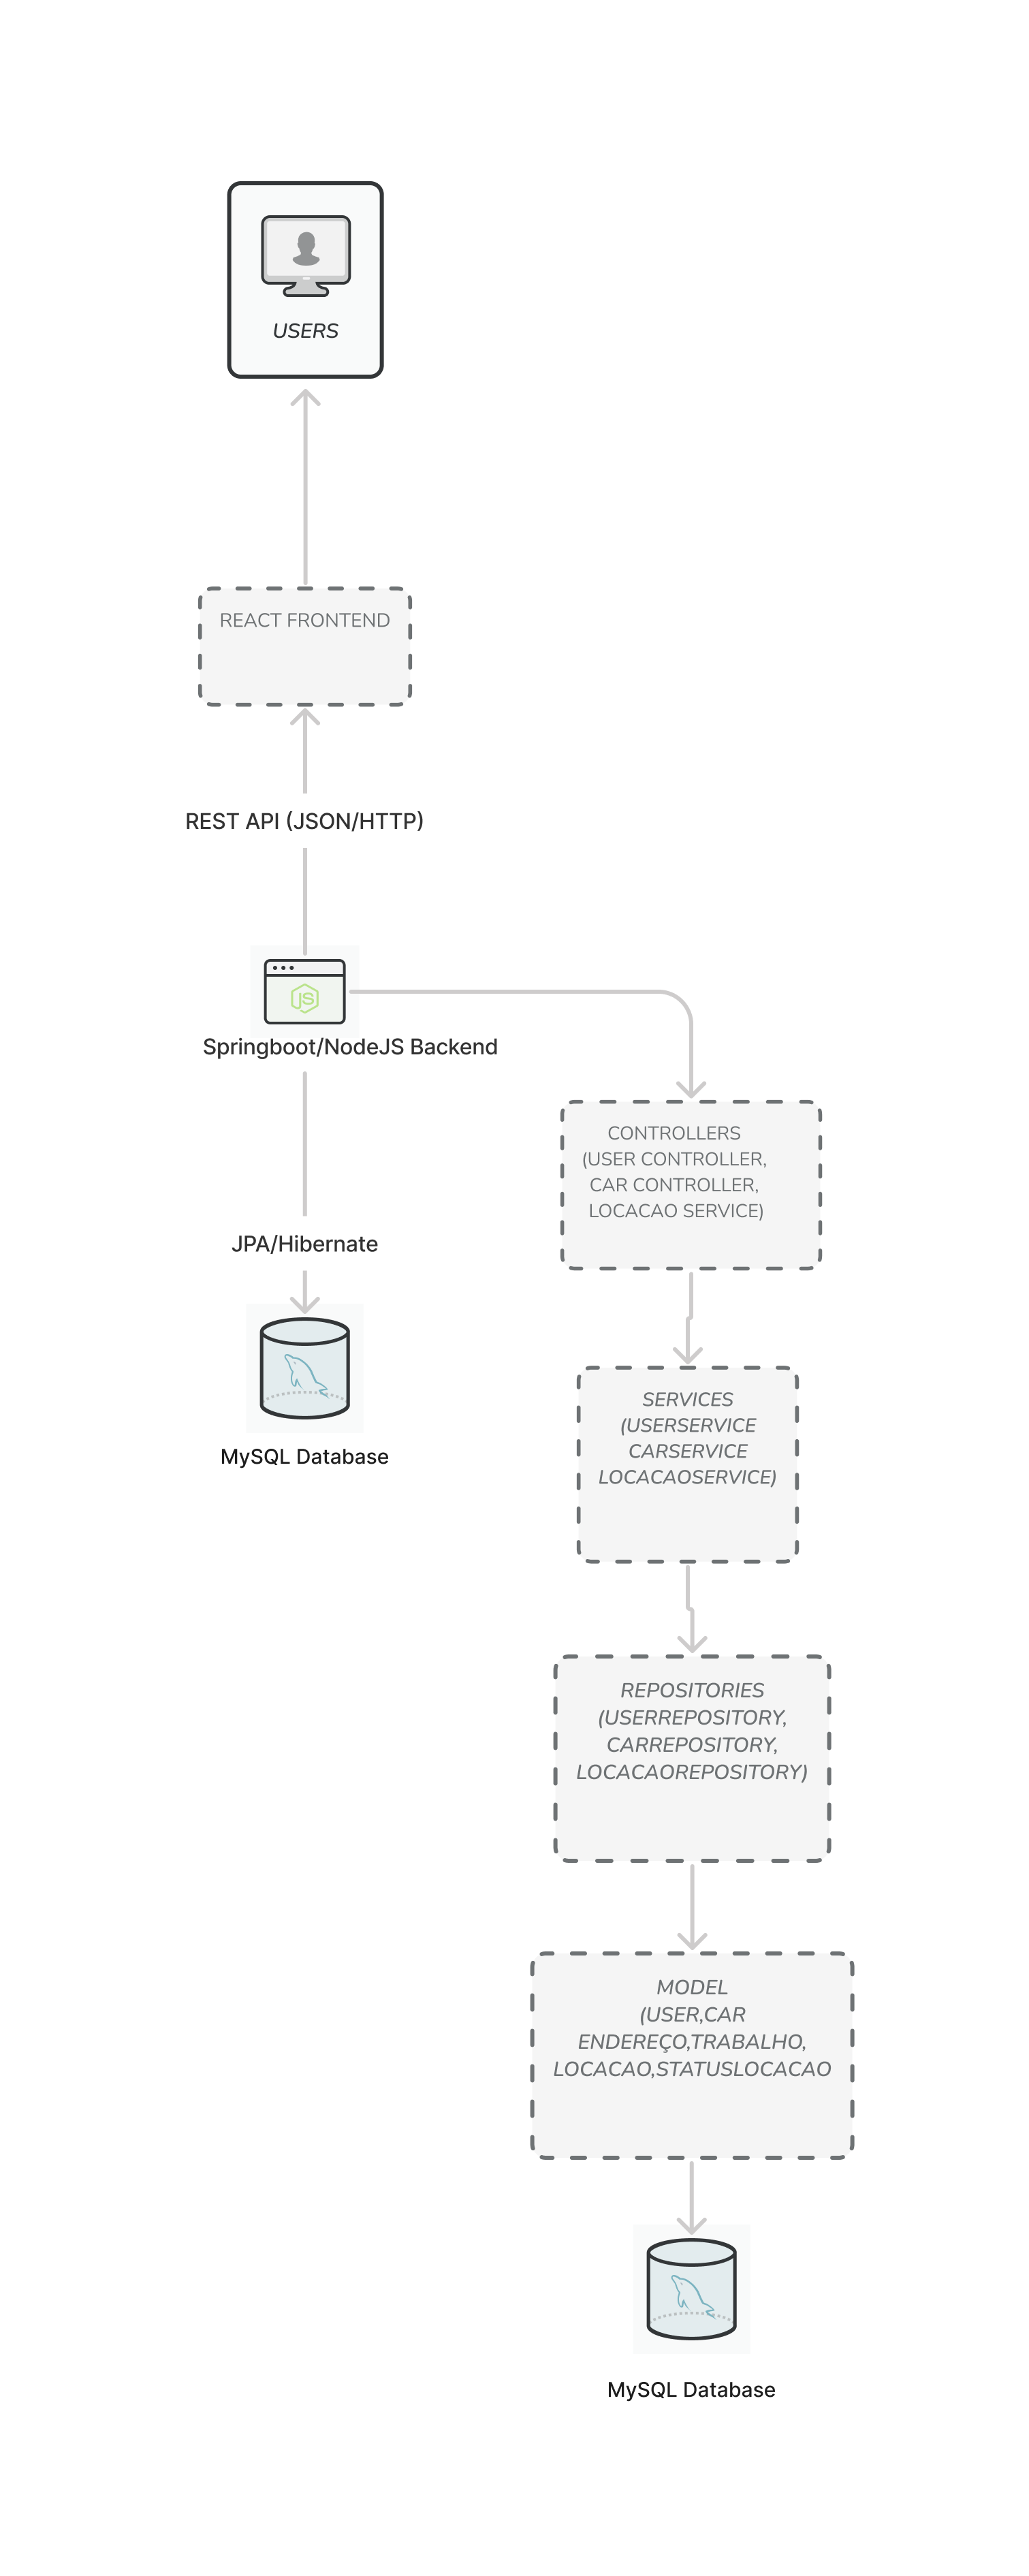 USERS
REACT FRONTEND
REST API (JSON/HTTP)
JS
Springboot/NodeJS Backend
CONTROLLERS
(USER CONTROLLER,
CAR CONTROLLER,
LOCACAO SERVICE)
JPA/Hibernate
MySQL Database
SERVICES
(USERSERVICE
CARSERVICE
LOCACAOSERVICE)
REPOSITORIES
(USERREPOSITORY,
CARREPOSITORY,
LOCACAOREPOSITORY)
MODEL
(USER,CAR
ENDEREÇO,TRABALHO,
LOCACAO,STATUSLOCACAO
MySQL Database